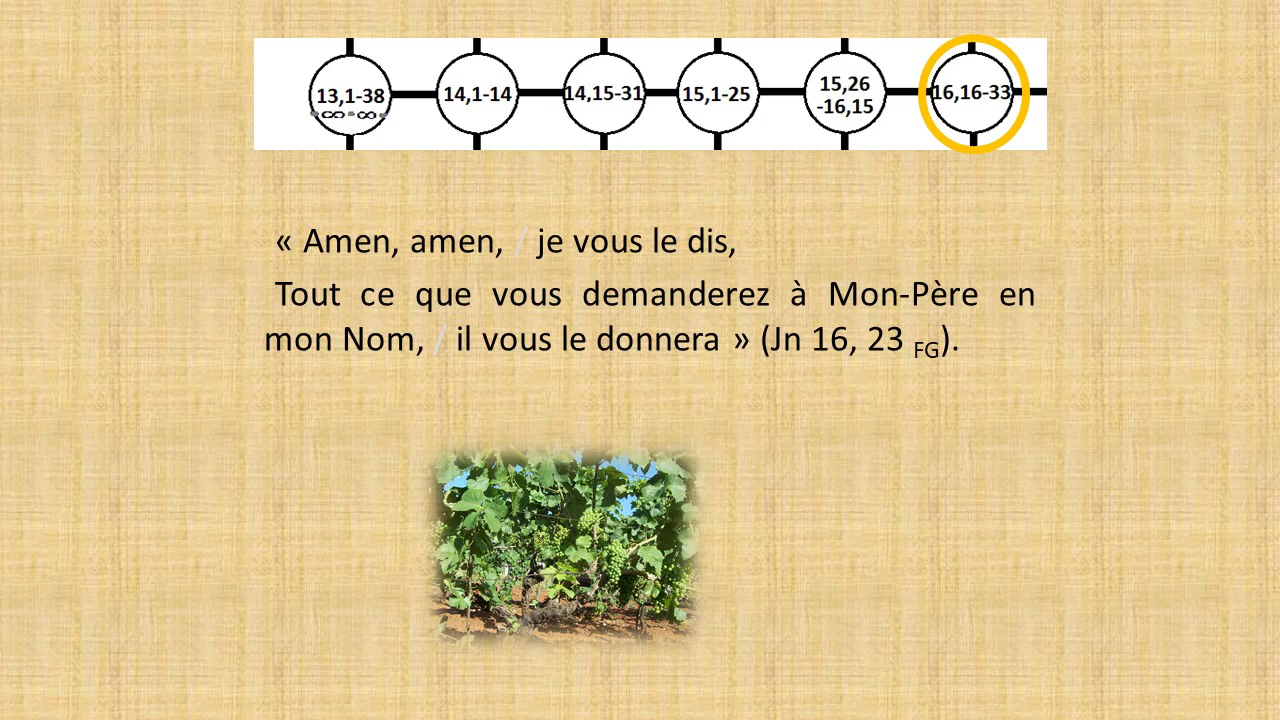 13,1-38 14,1-14 14,15-31 15,1-25 15,26 -16,15 16,16-33
« Amen, amen, / je vous le dis,
Tout ce que vous demanderez à Mon-Père en
mon Nom, / il vous le donnera » (Jn 16, 23 FG).